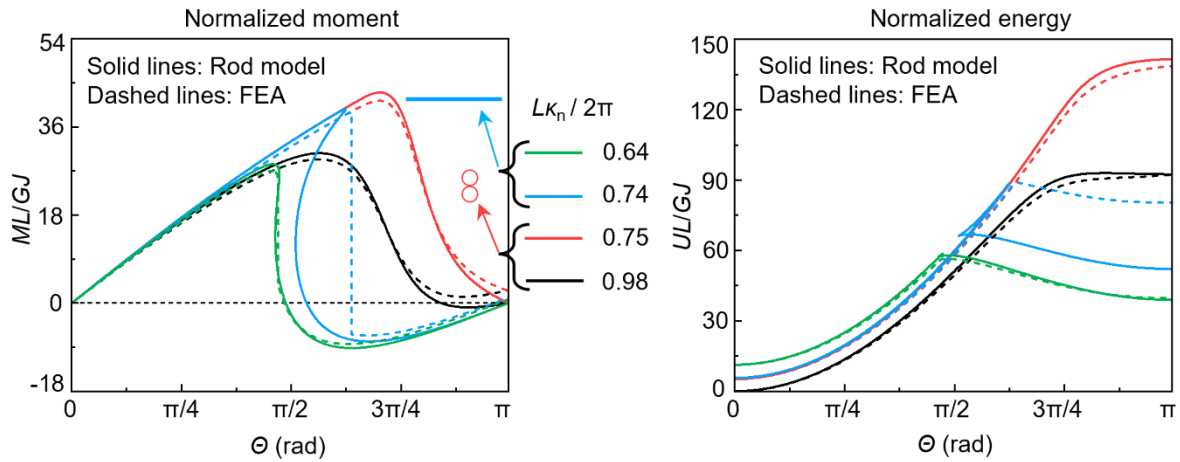 Normalized moment
54
36
18
0
-18
ML/GJ
Solid lines: Rod model
Dashed lines: FEA
0
π/4
π/2
3π/4
π
Θ (rad)
Lκn / 2π
0.64
0.74
0.75
0.98
Normalized energy
150
120
90
60
30
0
UL/GJ
Solid lines: Rod model
Dashed lines: FEA
0
π/4
π/2
3π/4
π
Θ (rad)